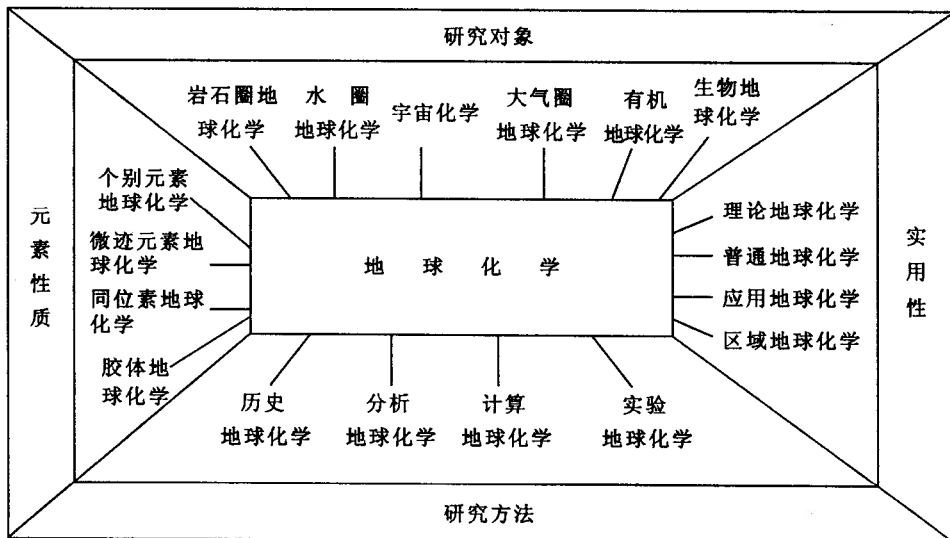 研究对象
岩石圈地
球化学
水 圈
地球化学
宇宙化学
大气圈
地球化学
有机
地球化学
生物地
球化学
元素性质
个别元素
地球化学
微迹元素地
球化学
同位素地球
化学
胶体地
球化学
地 球 化 学
理论地球化学
普通地球化学
应用地球化学
区域地球化学
实用性
历史
地球化学
分析
地球化学
计算
地球化学
实验
地球化学
研究方法